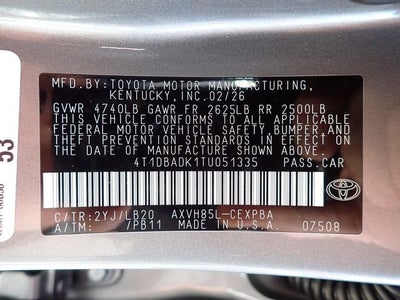 MFD.BY:TOYOTA MOTOR MANUFACTURING,
KENTUCKY,INC.02/26
GVWR 4740LB GAWR FR 2625LB RR 2500LB
THIS VEHICLE CONFORMS TO ALL APPLICABLE
FEDERAL MOTOR VEHICLE SAFETY,BUMPER,AND
THEFT PREVENTION STANDARDS IN EFFECT ON
THE DATE OF MANUFACTURE SHOWN ABOVE.
4T1DBADK1TU051335 PASS.CAR
C/TR:2YJ/LB20 AXVH85L-CEXPBA
A/TM: /PB11 MADE IN U.S.A. 07508
TOYOTA
53